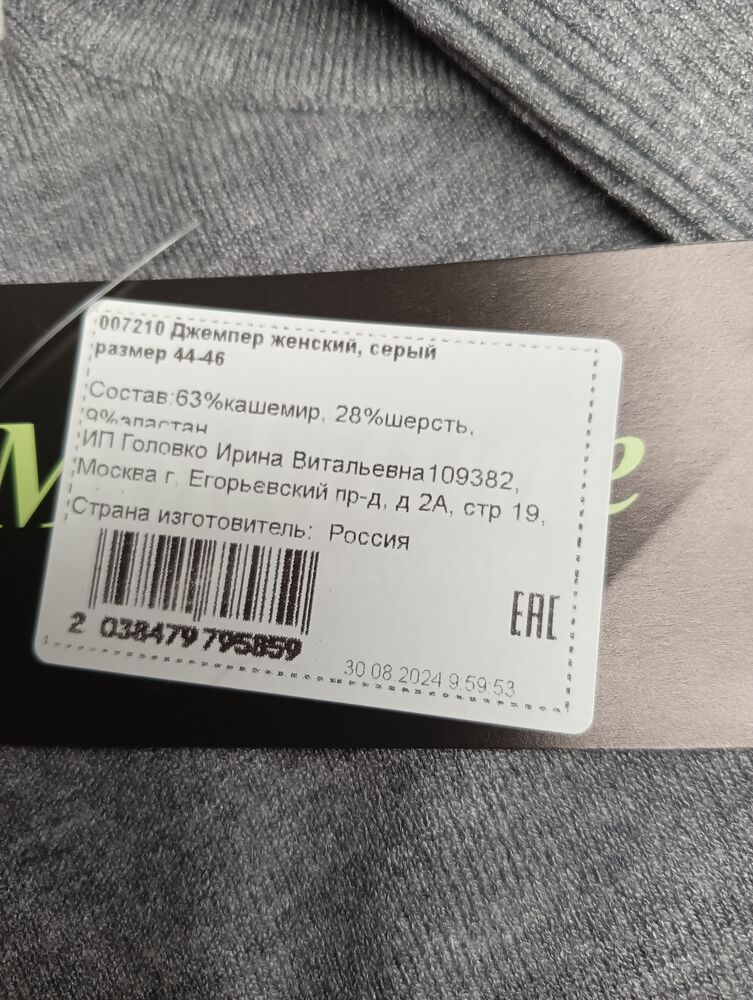 007210 Джемпер женский, серый
размер 44-46
Состав:63%кашемир, 28%шерсть,
9%эластан
ИП Головко Ирина Витальевна109382,
Москва г, Егорьевский пр-д, д 2А, стр 19,
Страна изготовитель: Россия
2 038479 795859
EAC
30.08.2024 9:59:53